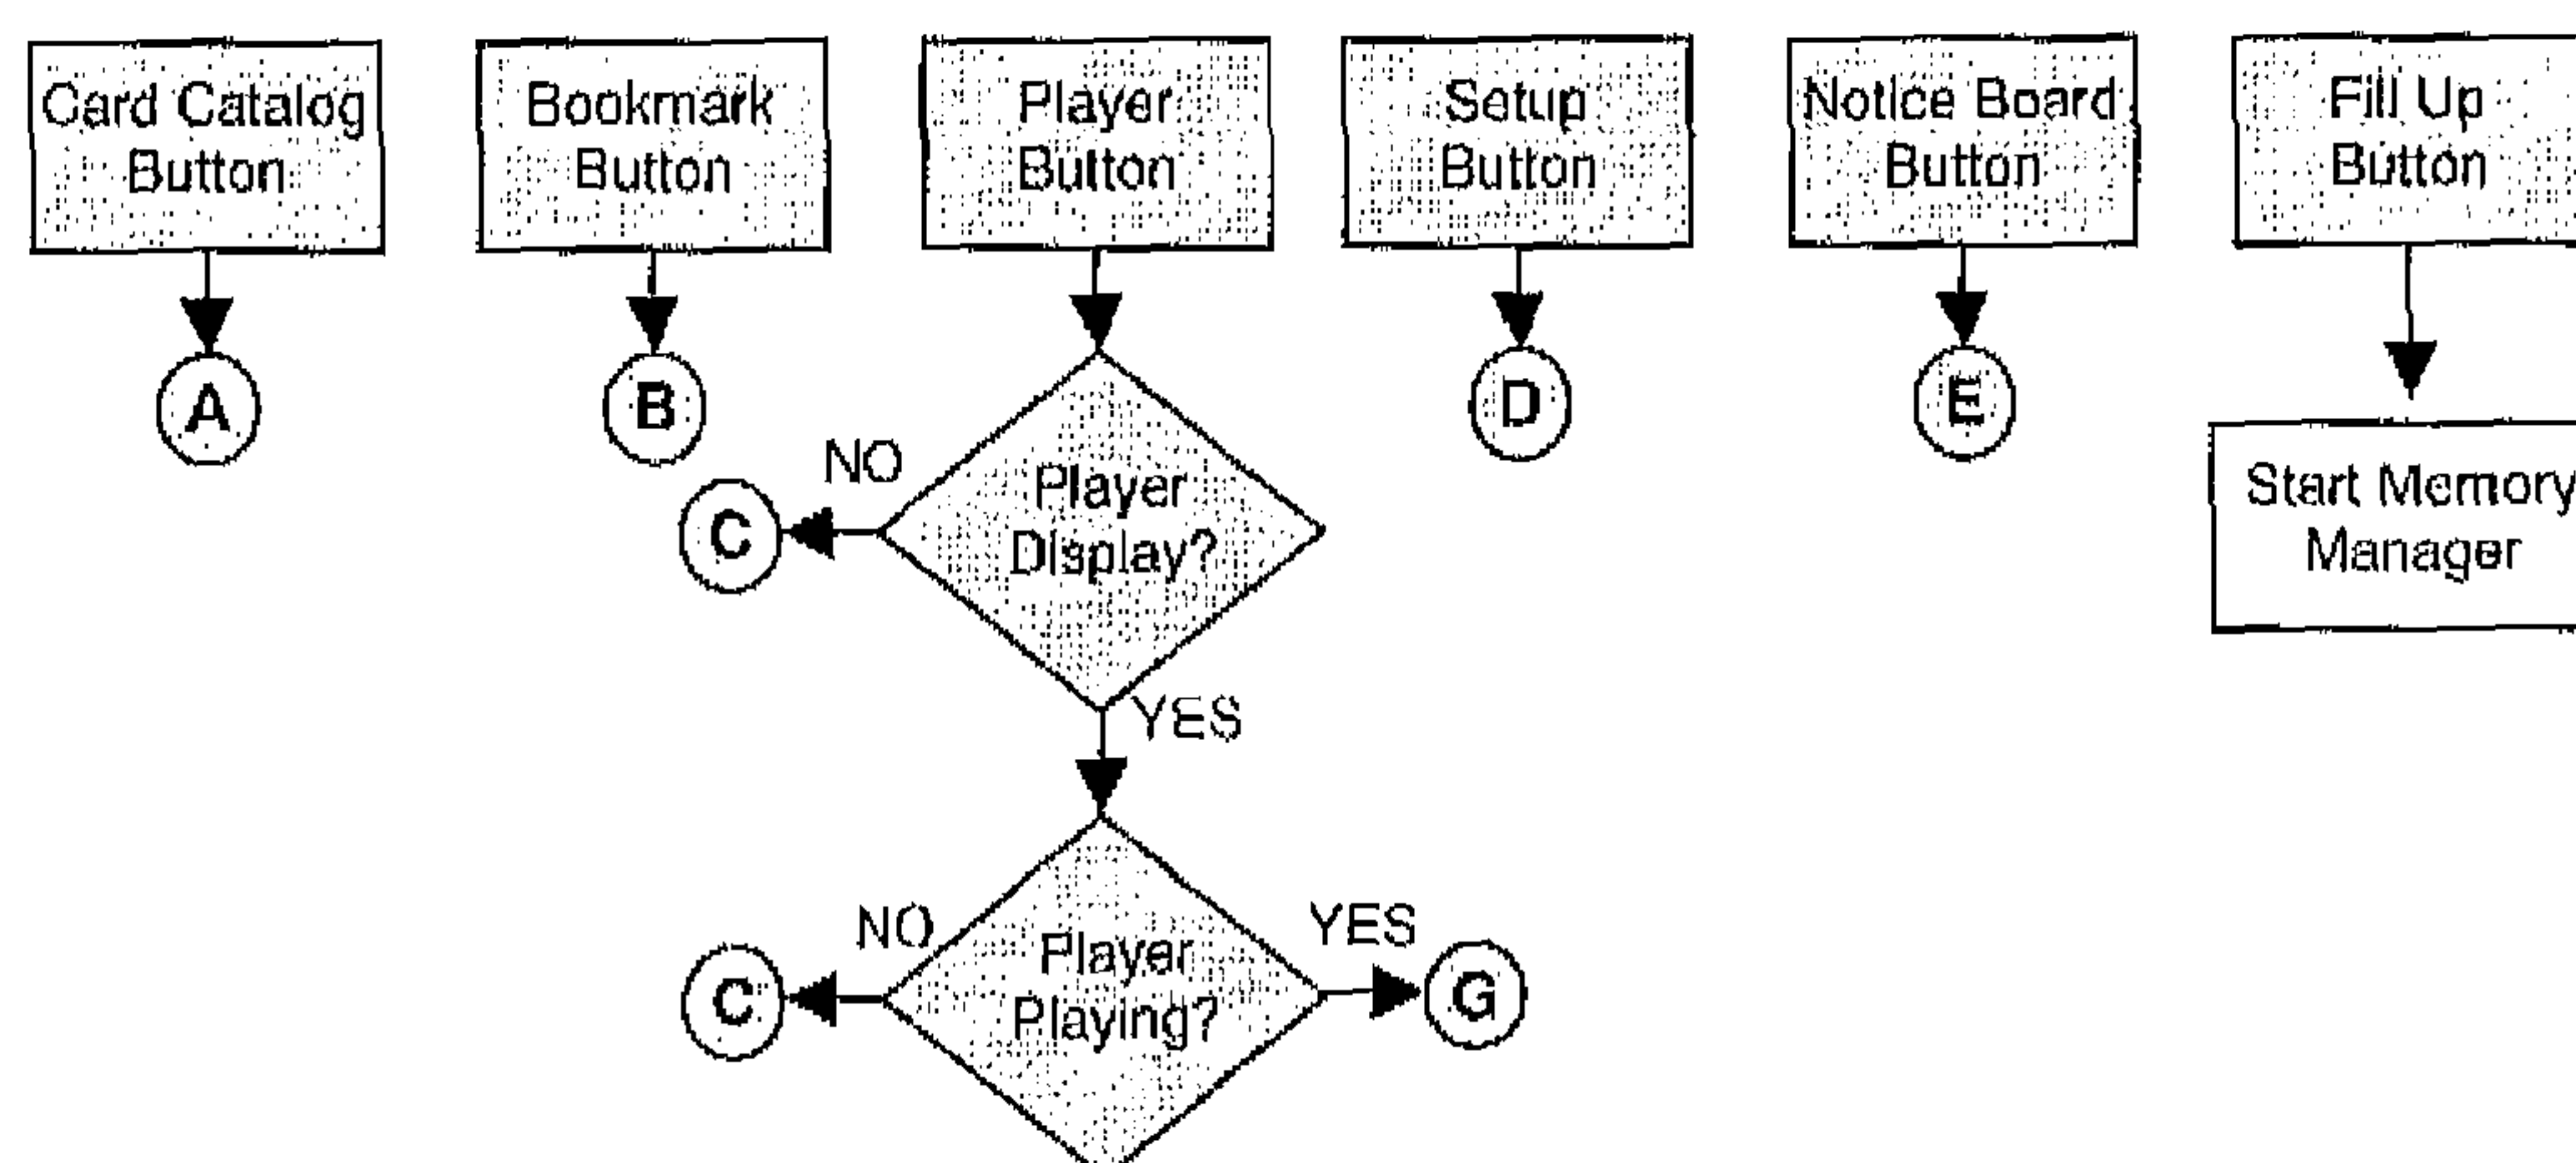 Card Catalog
Button
Bookmark
Button
Player
Button
Setup
Button
Notice Board
Button
Fill Up
Button
A
B
D
E
NO
C
Player
Display?
Start Memory
Manager
YES
NO
YES
C
Player
Playing?
G